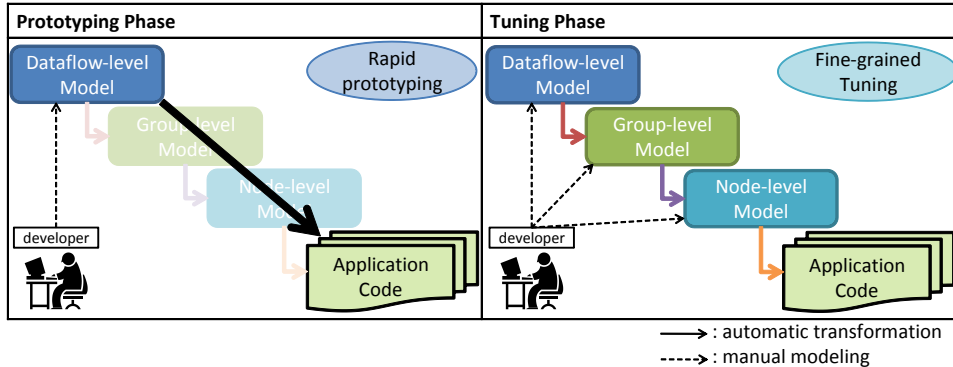 Prototyping Phase
Dataflow-level
Model
Rapid
prototyping
Group-level
Model
Node-level
Model
developer
Application
Code
Tuning Phase
Dataflow-level
Model
Fine-grained
Tuning
Group-level
Model
Node-level
Model
developer
Application
Code
: automatic transformation
: manual modeling